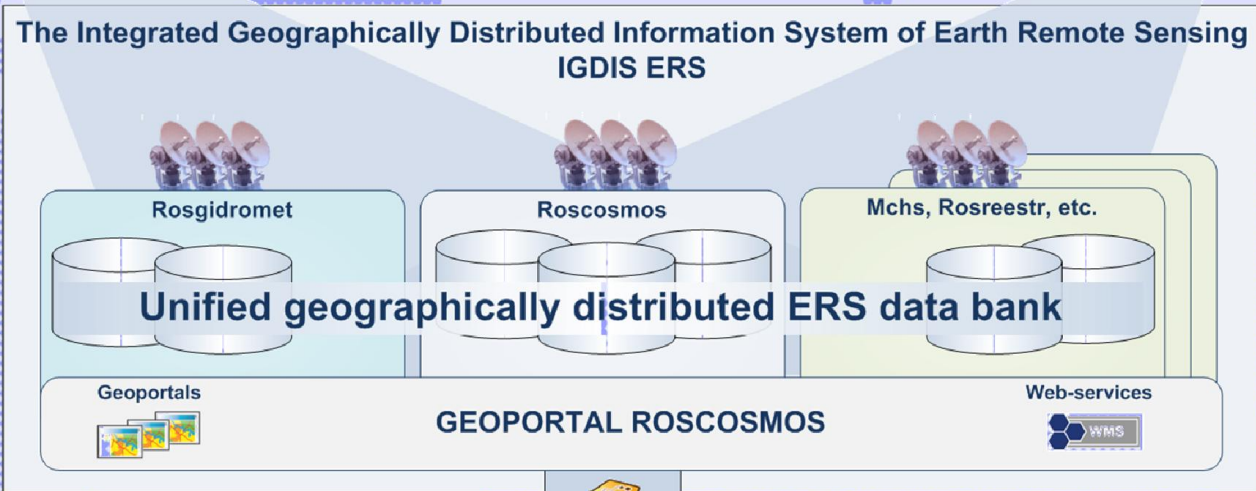 The Integrated Geographically Distributed Information System of Earth Remote Sensing
IGDIS ERS
Rosgidromet
Roscosmos
Mchs, Rosreestr, etc.
Unified geographically distributed ERS data bank
Geoportals
GEOPORTAL ROSCOSMOS
Web-services
WMS